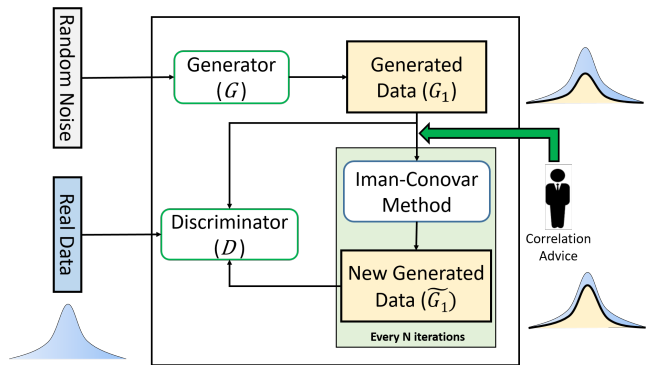 Random Noise
Generator
(G)
Generated
Data (G₁)
Iman-Conovar
Method
Correlation
Advice
Real Data
Discriminator
(D)
New Generated
Data (G̃₁)
Every N iterations